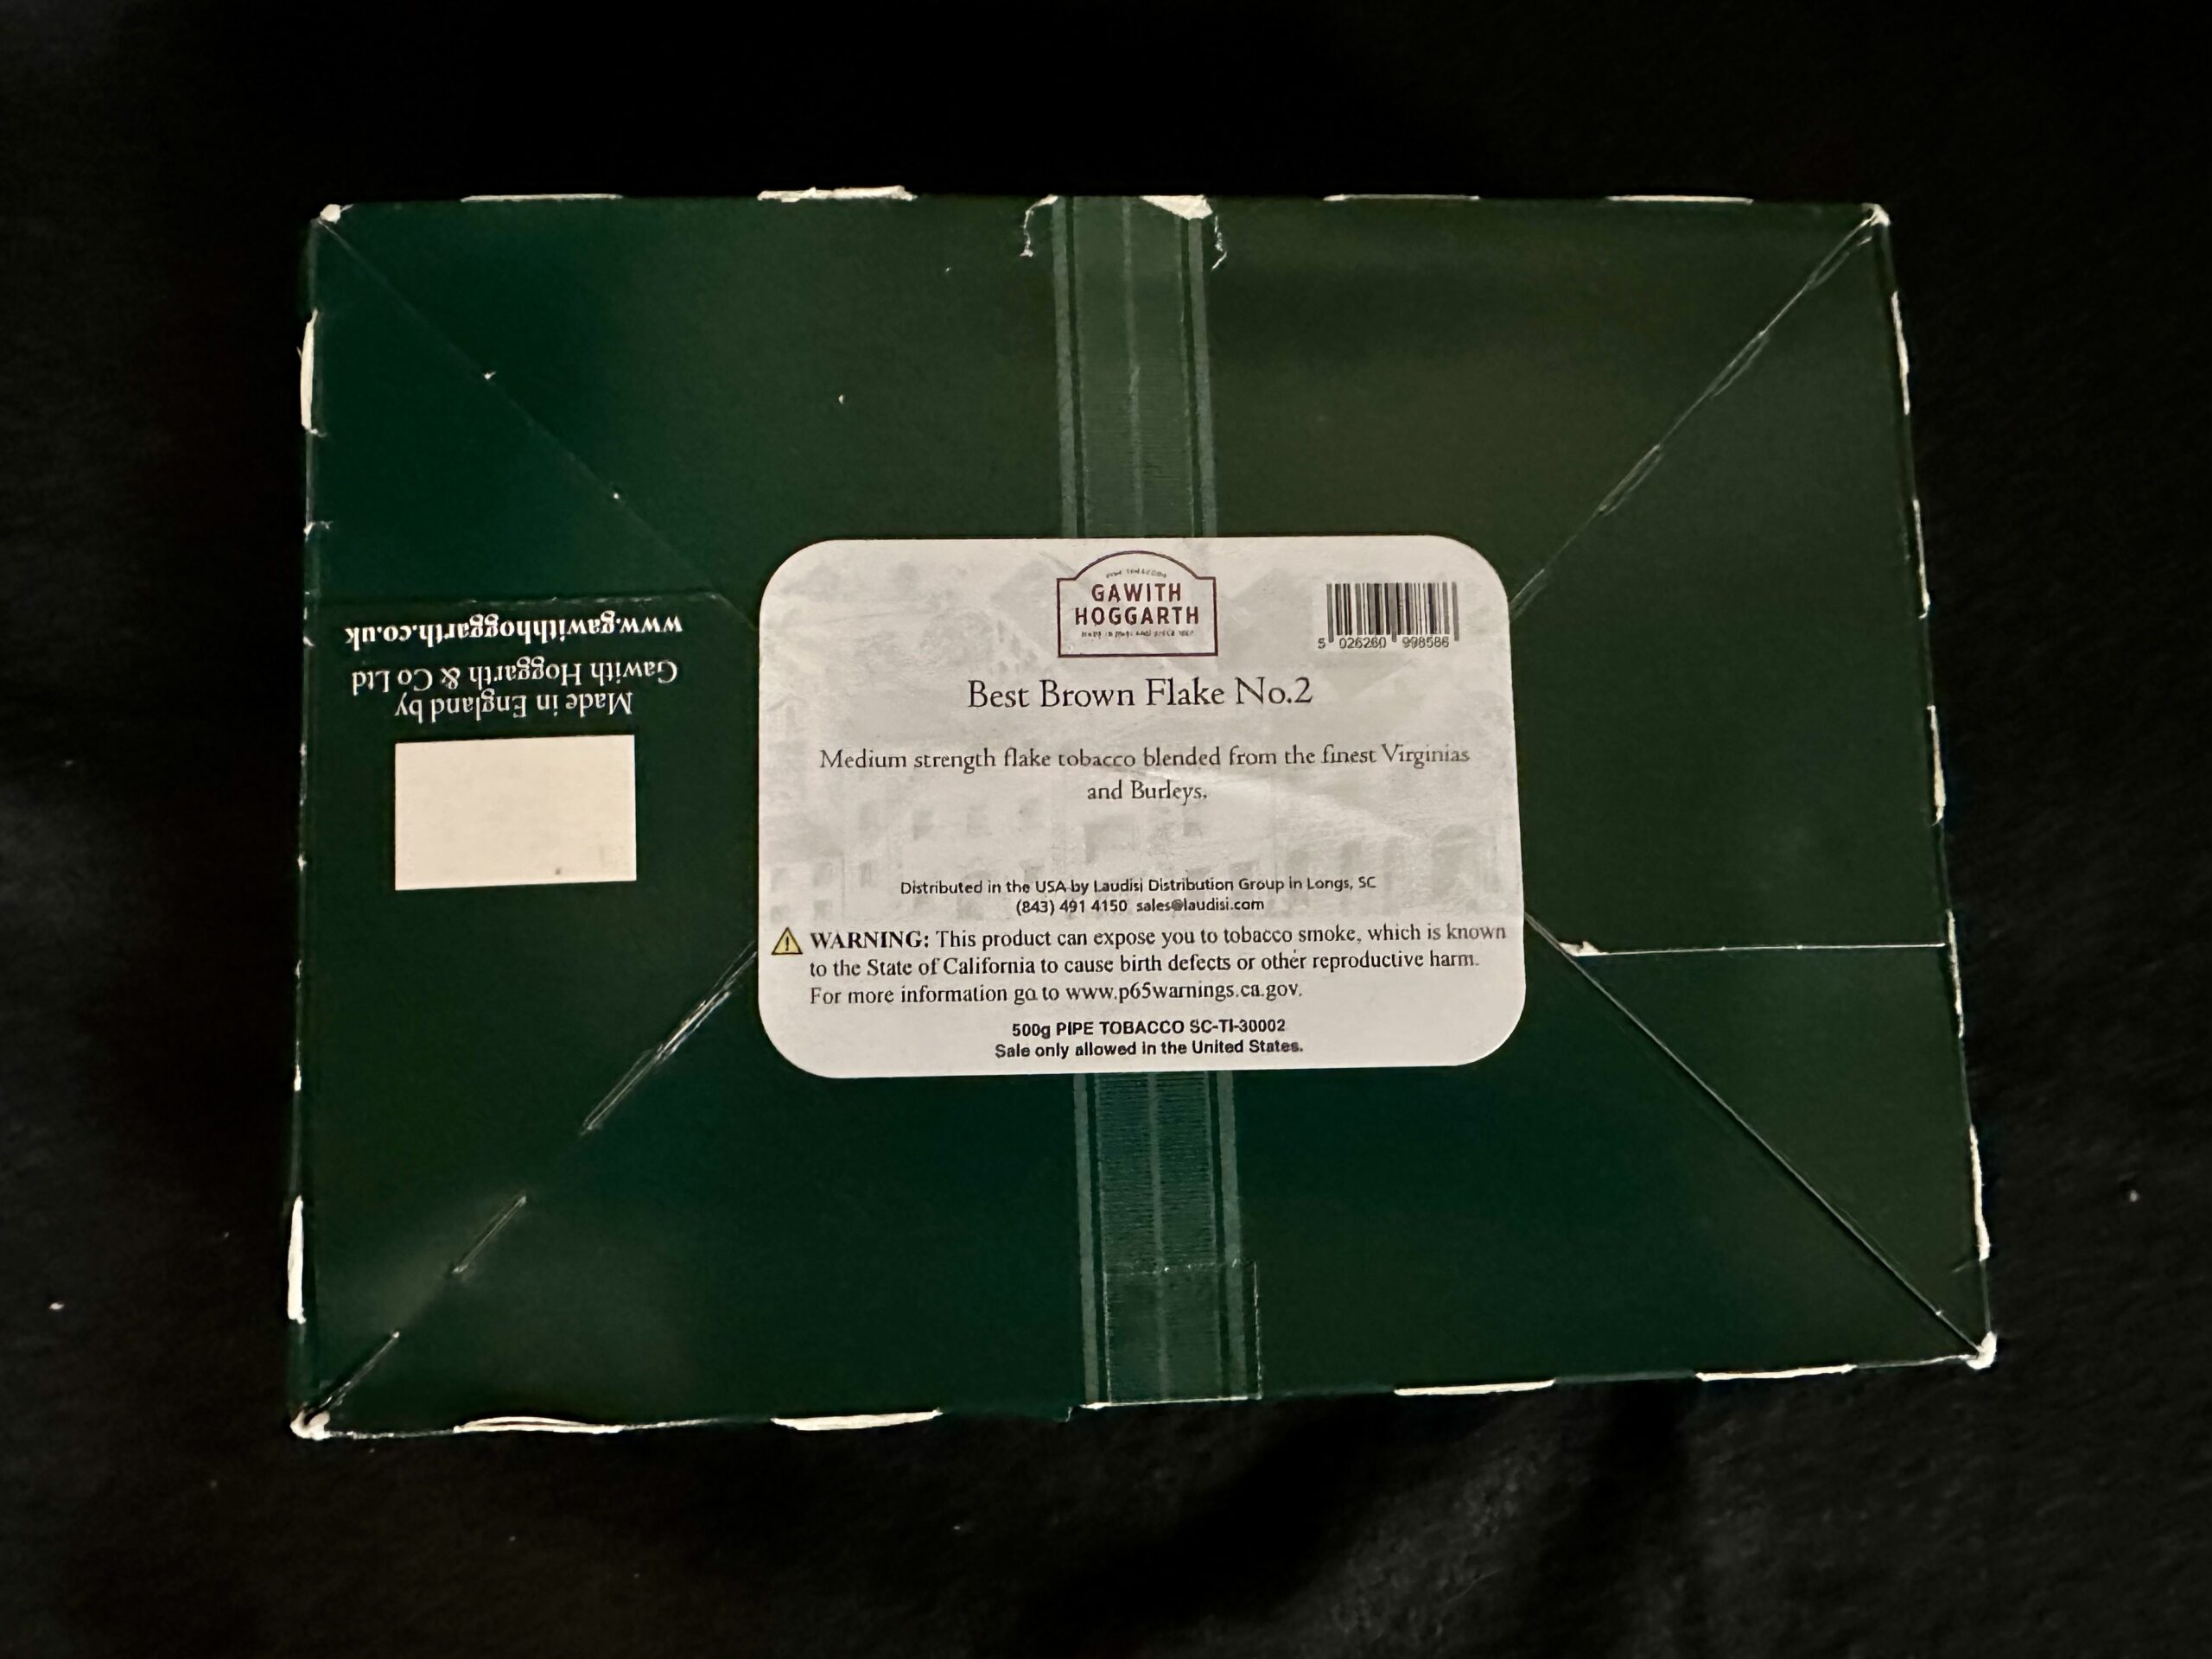 GAWITH
HOGGARTH
5 026260 998586
Best Brown Flake No.2
Medium strength flake tobacco blended from the finest Virginias
and Burleys.
Distributed in the USA by Laudisi Distribution Group in Longs, SC
(843) 491 4150 sales@laudisi.com
WARNING: This product can expose you to tobacco smoke, which is known
to the State of California to cause birth defects or other reproductive harm.
For more information go to www.p65warnings.ca.gov.
500g PIPE TOBACCO SC-TI-30002
Sale only allowed in the United States.
Made in England by
Gawith Hoggarth & Co Ltd
www.gawithhoggarth.co.uk